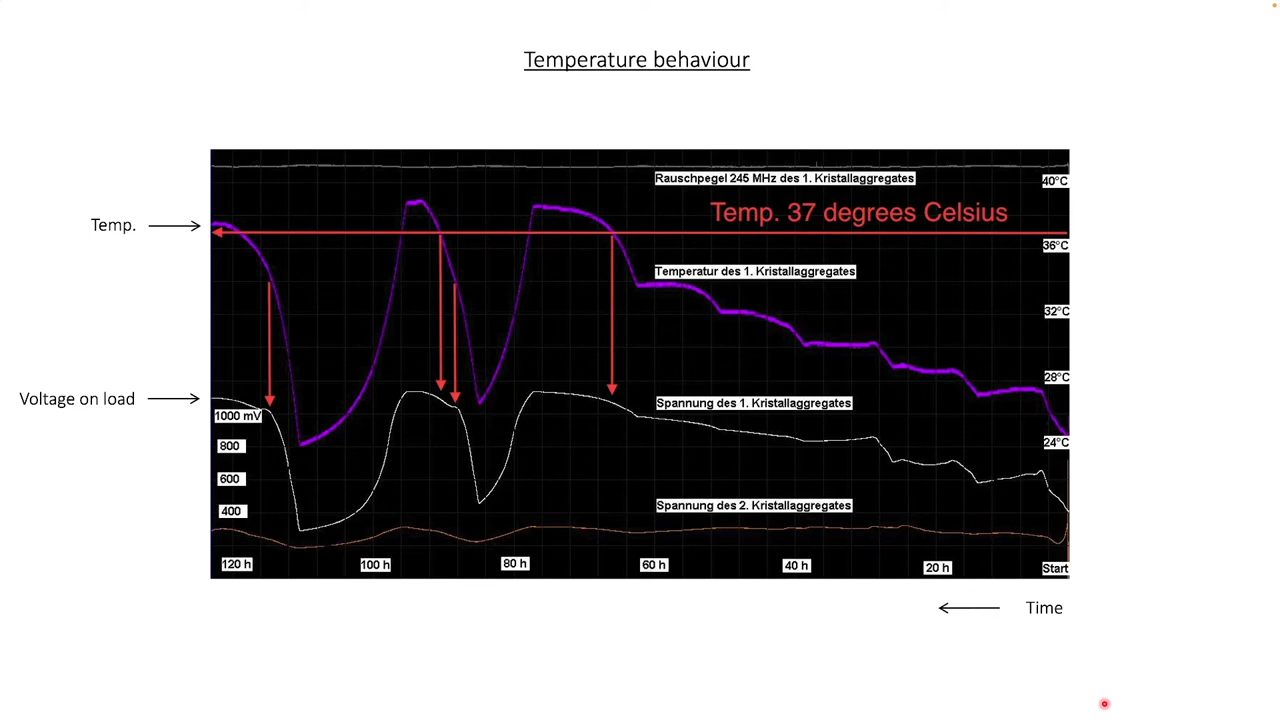 Temperature behaviour
Rauschpegel 245 MHz des 1. Kristallaggregates
40°C
Temp. 37 degrees Celsius
Temp.
36°C
Temperatur des 1. Kristallaggregates
32°C
28°C
Voltage on load
Spannung des 1. Kristallaggregates
1000 mV
24°C
800
600
Spannung des 2. Kristallaggregates
400
120 h 100 h 80 h 60 h 40 h 20 h Start
Time